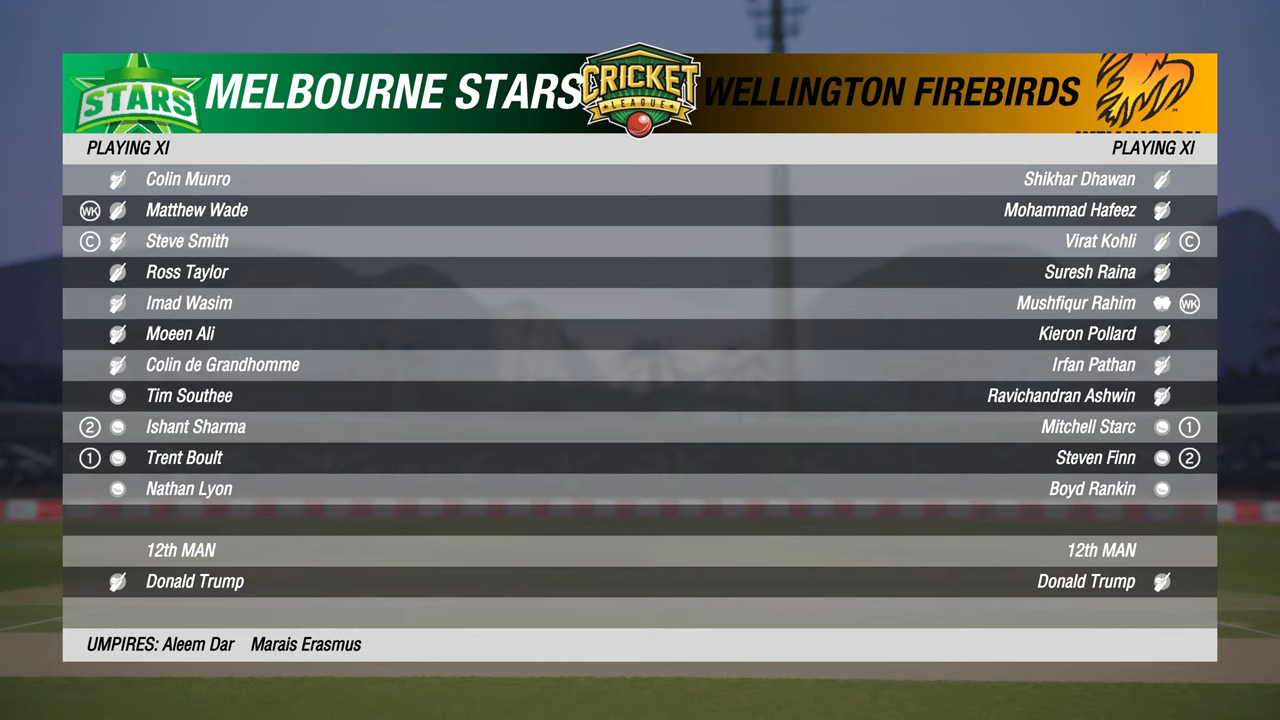 STARS MELBOURNE STARS CRICKET LEAGUE WELLINGTON FIREBIRDS
PLAYING XI PLAYING XI
Colin Munro Shikhar Dhawan
WK Matthew Wade Mohammad Hafeez
C Steve Smith Virat Kohli C
Ross Taylor Suresh Raina
Imad Wasim Mushfiqur Rahim WK
Moeen Ali Kieron Pollard
Colin de Grandhomme Irfan Pathan
Tim Southee Ravichandran Ashwin
2 Ishant Sharma Mitchell Starc 1
1 Trent Boult Steven Finn 2
Nathan Lyon Boyd Rankin
12th MAN 12th MAN
Donald Trump Donald Trump
UMPIRES: Aleem Dar Marais Erasmus